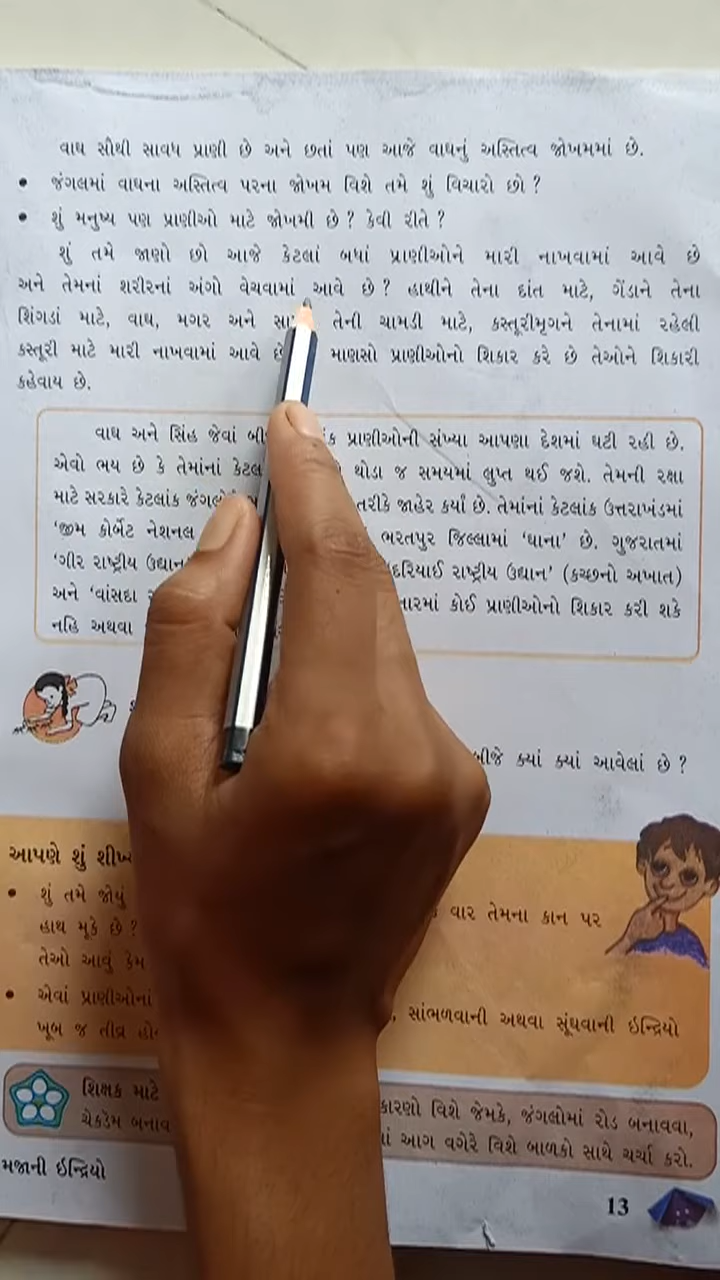 વાઘ સૌથી સાવધ પ્રાણી છે અને છતાં પણ આજે વાઘનું અસ્તિત્વ જોખમમાં છે.
• જંગલમાં વાઘના અસ્તિત્વ પરના જોખમ વિશે તમે શું વિચારો છો ?
• શું મનુષ્ય પણ પ્રાણીઓ માટે જોખમી છે ? કેવી રીતે ?
શું તમે જાણો છો આજે કેટલાં બધાં પ્રાણીઓને મારી નાખવામાં આવે છે
અને તેમનાં શરીરનાં અંગો વેચવામાં આવે છે ? હાથીને તેના દાંત માટે, ગેંડાને તેના
શિંગડાં માટે, વાઘ, મગર અને તેની ચામડી માટે, કસ્તૂરીમૃગને તેનામાં રહેલી
કસ્તૂરી માટે મારી નાખવામાં આવે માણસો પ્રાણીઓનો શિકાર કરે છે તેઓને શિકારી
કહેવાય છે.
વાઘ અને સિંહ જેવાં પ્રાણીઓની સંખ્યા આપણા દેશમાં ઘટી રહી છે.
એવો ભય છે કે તેમાંનાં થોડા જ સમયમાં લુપ્ત થઈ જશે. તેમની રક્ષા
માટે સરકારે કેટલાંક તરીકે જાહેર કર્યાં છે. તેમાંનાં કેટલાંક ઉત્તરાખંડમાં
'જીમ કોર્બેટ નેશનલ ભરતપુર જિલ્લામાં 'ઘાના' છે. ગુજરાતમાં
'ગીર રાષ્ટ્રીય ઉદ્યાન' દરિયાઈ રાષ્ટ્રીય ઉદ્યાન' (કચ્છનો અખાત)
અને 'વાંસદા કોઈ પ્રાણીઓનો શિકાર કરી શકે
નહિ અથવા
ક્યાં ક્યાં આવેલાં છે ?
આપણે શું
• શું તમે જોયું વાર તેમના કાન પર
હાથ મૂકે છે ?
તેઓ આવું કેમ
• એવાં પ્રાણીઓનાં સાંભળવાની અથવા સૂંઘવાની ઇન્દ્રિયો
ખૂબ જ તીવ્ર
શિક્ષક માટે કારણો વિશે જેમકે, જંગલોમાં રોડ બનાવવા,
ચેકડેમ આગ વગેરે વિશે બાળકો સાથે ચર્ચા કરો.
મજાની ઇન્દ્રિયો
13